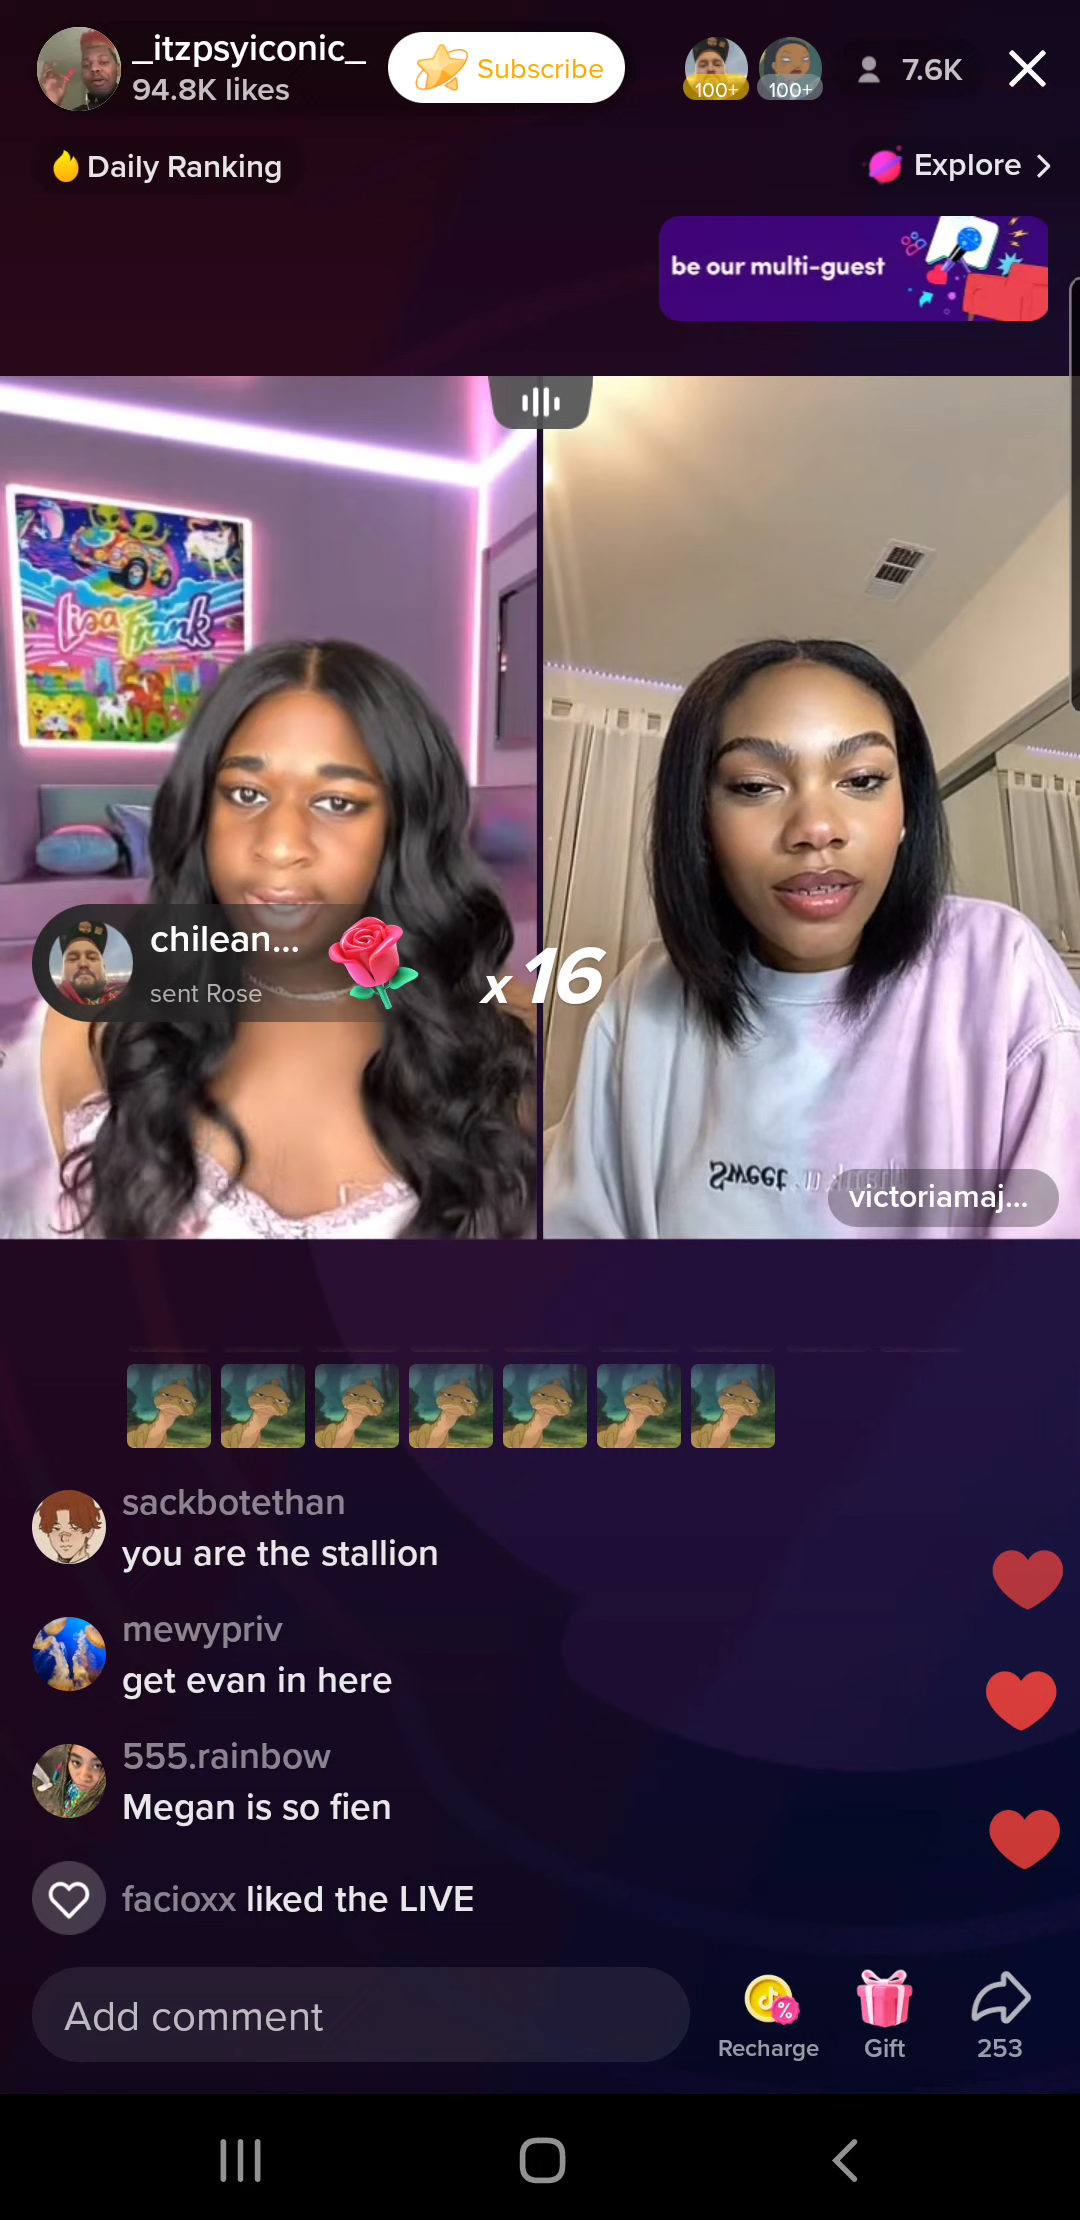 _itzpsyiconic_
94.8K likes
Subscribe
100+
100+
7.6K
Daily Ranking
Explore
be our multi-guest
Lisa Frank
chilean...
sent Rose
x 16
Sweet
victoriamaj...
sackbotethan
you are the stallion
mewypriv
get evan in here
555.rainbow
Megan is so fien
facioxx liked the LIVE
Add comment
Recharge
Gift
253